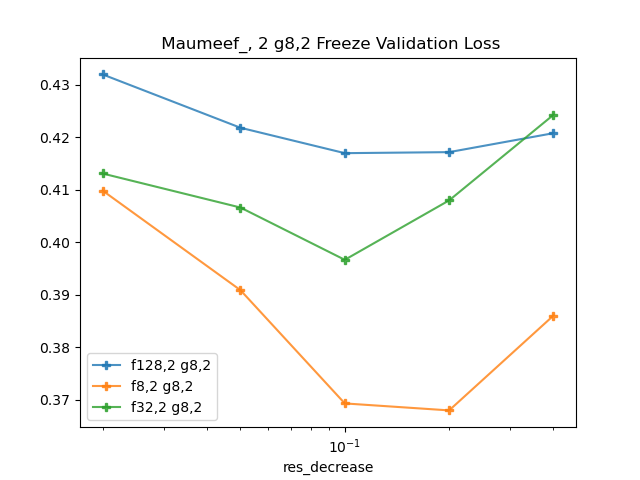 Maumeef_, 2 g8,2 Freeze Validation Loss
0.43
0.42
0.41
0.40
0.39
0.38
0.37
f128,2 g8,2
f8,2 g8,2
f32,2 g8,2
10⁻¹
res_decrease